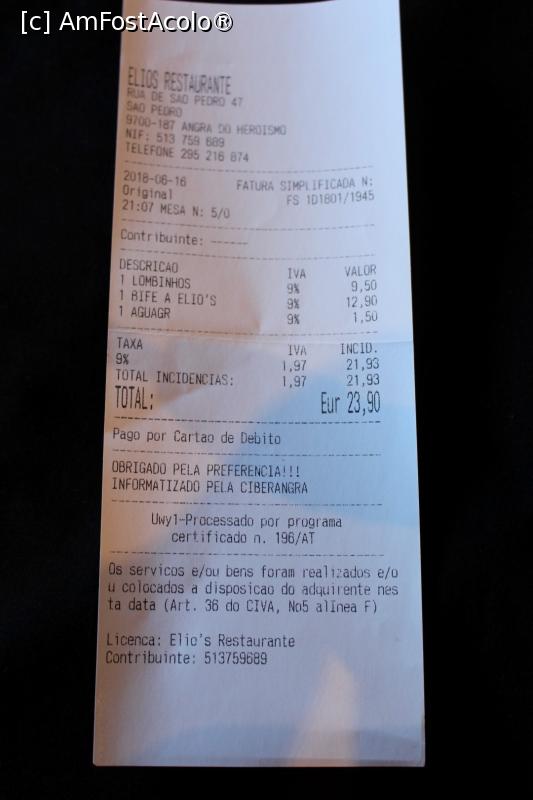 [c] AmFostAcolo®
ELIOS RESTAURANTE
RUA DE SAO PEDRO 47
SAO PEDRO
9700-187 ANGRA DO HEROISMO
NIF: 513 759 689
TELEFONE 295 216 874
2018-06-16 FATURA SIMPLIFICADA N:
Original FS 1D1801/1945
21:07 MESA N: 5/0
Contribuinte: ------
DESCRICAO IVA VALOR
1 LOMBINHOS 9% 9,50
1 BIFE A ELIO'S 9% 12,90
1 AGUAGR 9% 1,50
TAXA IVA INCID.
9% 1,97 21,93
TOTAL INCIDENCIAS: 1,97 21,93
TOTAL: Eur 23,90
Pago por Cartao de Debito
OBRIGADO PELA PREFERENCIA!!!
INFORMATIZADO PELA CIBERANGRA
Uwy1-Processado por programa
certificado n. 196/AT
Os servicos e/ou bens foram realizados e/o
u colocados a disposicao do adquirente nes
ta data (Art. 36 do CIVA, No5 alinea F)
Licenca: Elio's Restaurante
Contribuinte: 513759689